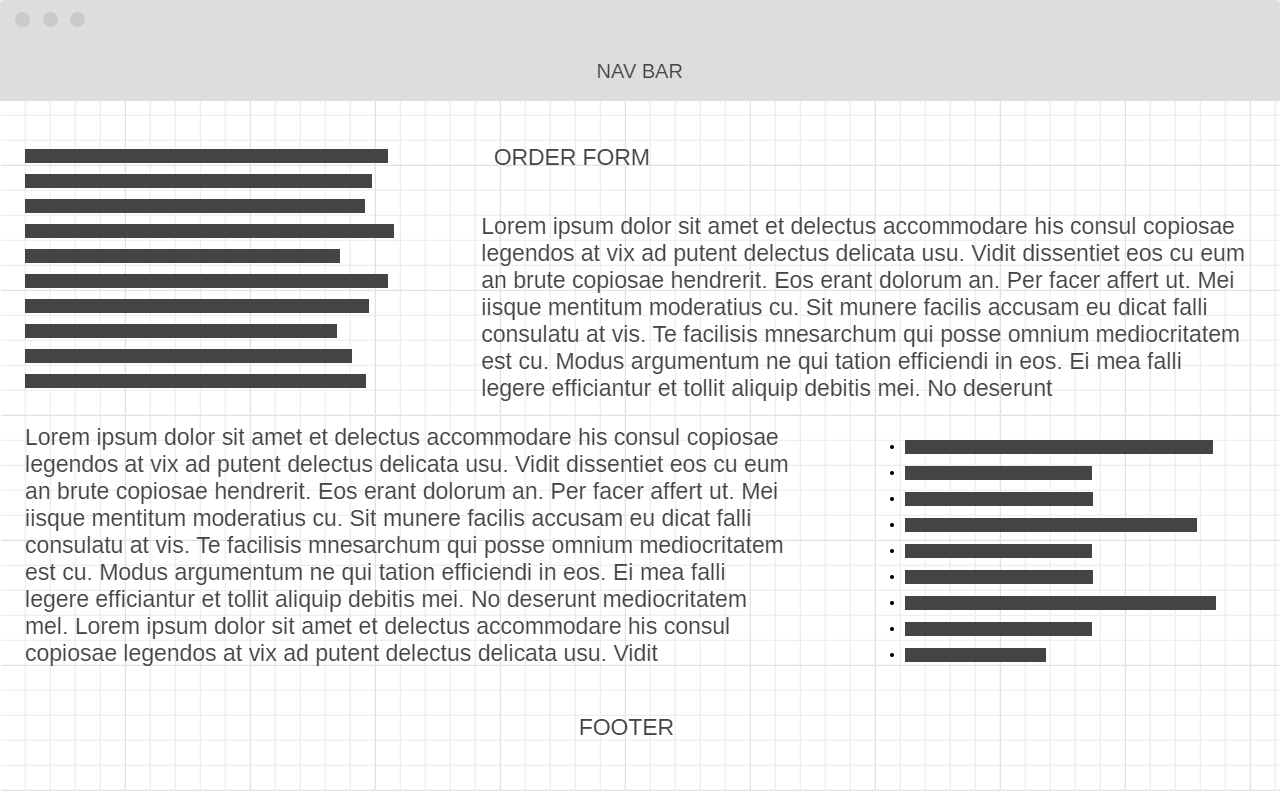 NAV BAR
ORDER FORM
Lorem ipsum dolor sit amet et delectus accommodare his consul copiosae
legendos at vix ad putent delectus delicata usu. Vidit dissentiet eos cu eum
an brute copiosae hendrerit. Eos erant dolorum an. Per facer affert ut. Mei
iisque mentitum moderatius cu. Sit munere facilis accusam eu dicat falli
consulatu at vis. Te facilisis mnesarchum qui posse omnium mediocritatem
est cu. Modus argumentum ne qui tation efficiendi in eos. Ei mea falli
legere efficiantur et tollit aliquip debitis mei. No deserunt
Lorem ipsum dolor sit amet et delectus accommodare his consul copiosae
legendos at vix ad putent delectus delicata usu. Vidit dissentiet eos cu eum
an brute copiosae hendrerit. Eos erant dolorum an. Per facer affert ut. Mei
iisque mentitum moderatius cu. Sit munere facilis accusam eu dicat falli
consulatu at vis. Te facilisis mnesarchum qui posse omnium mediocritatem
est cu. Modus argumentum ne qui tation efficiendi in eos. Ei mea falli
legere efficiantur et tollit aliquip debitis mei. No deserunt mediocritatem
mel. Lorem ipsum dolor sit amet et delectus accommodare his consul
copiosae legendos at vix ad putent delectus delicata usu. Vidit
FOOTER